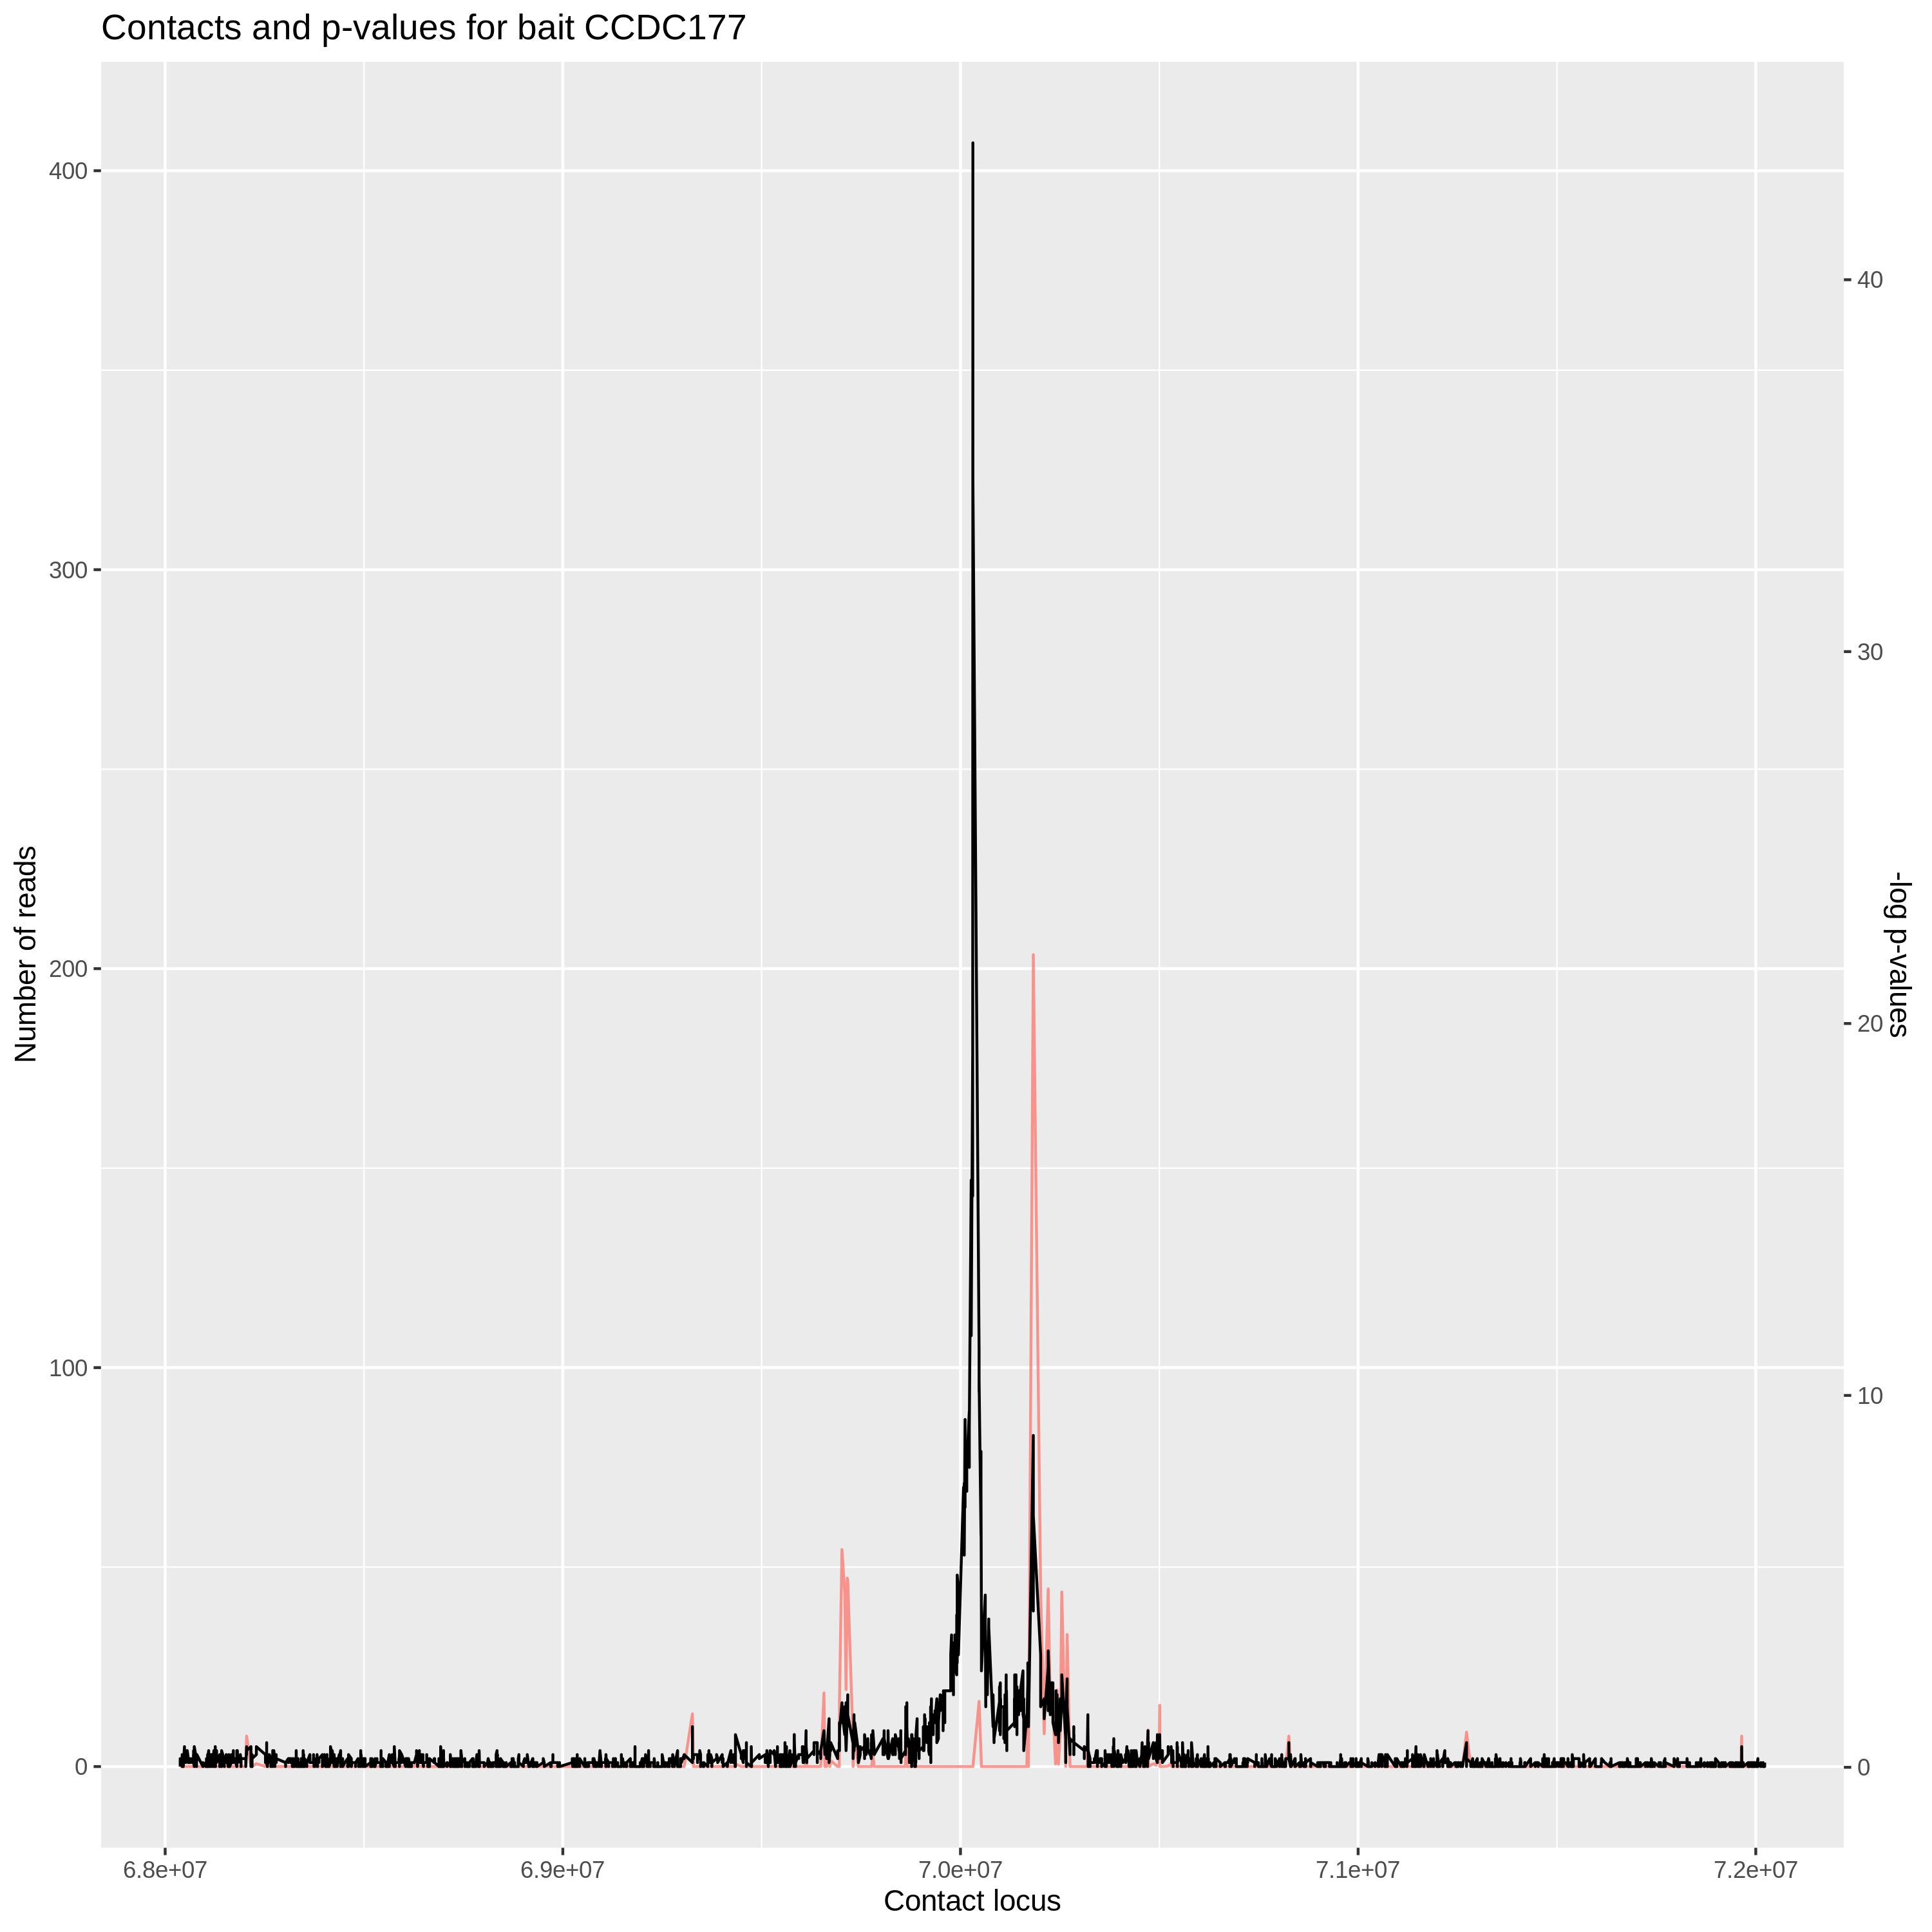 Contacts and p-values for bait CCDC177
400
300
200
100
0
Number of reads
40
30
20
10
0
-log p-values
6.8e+07
6.9e+07
7.0e+07
7.1e+07
7.2e+07
Contact locus